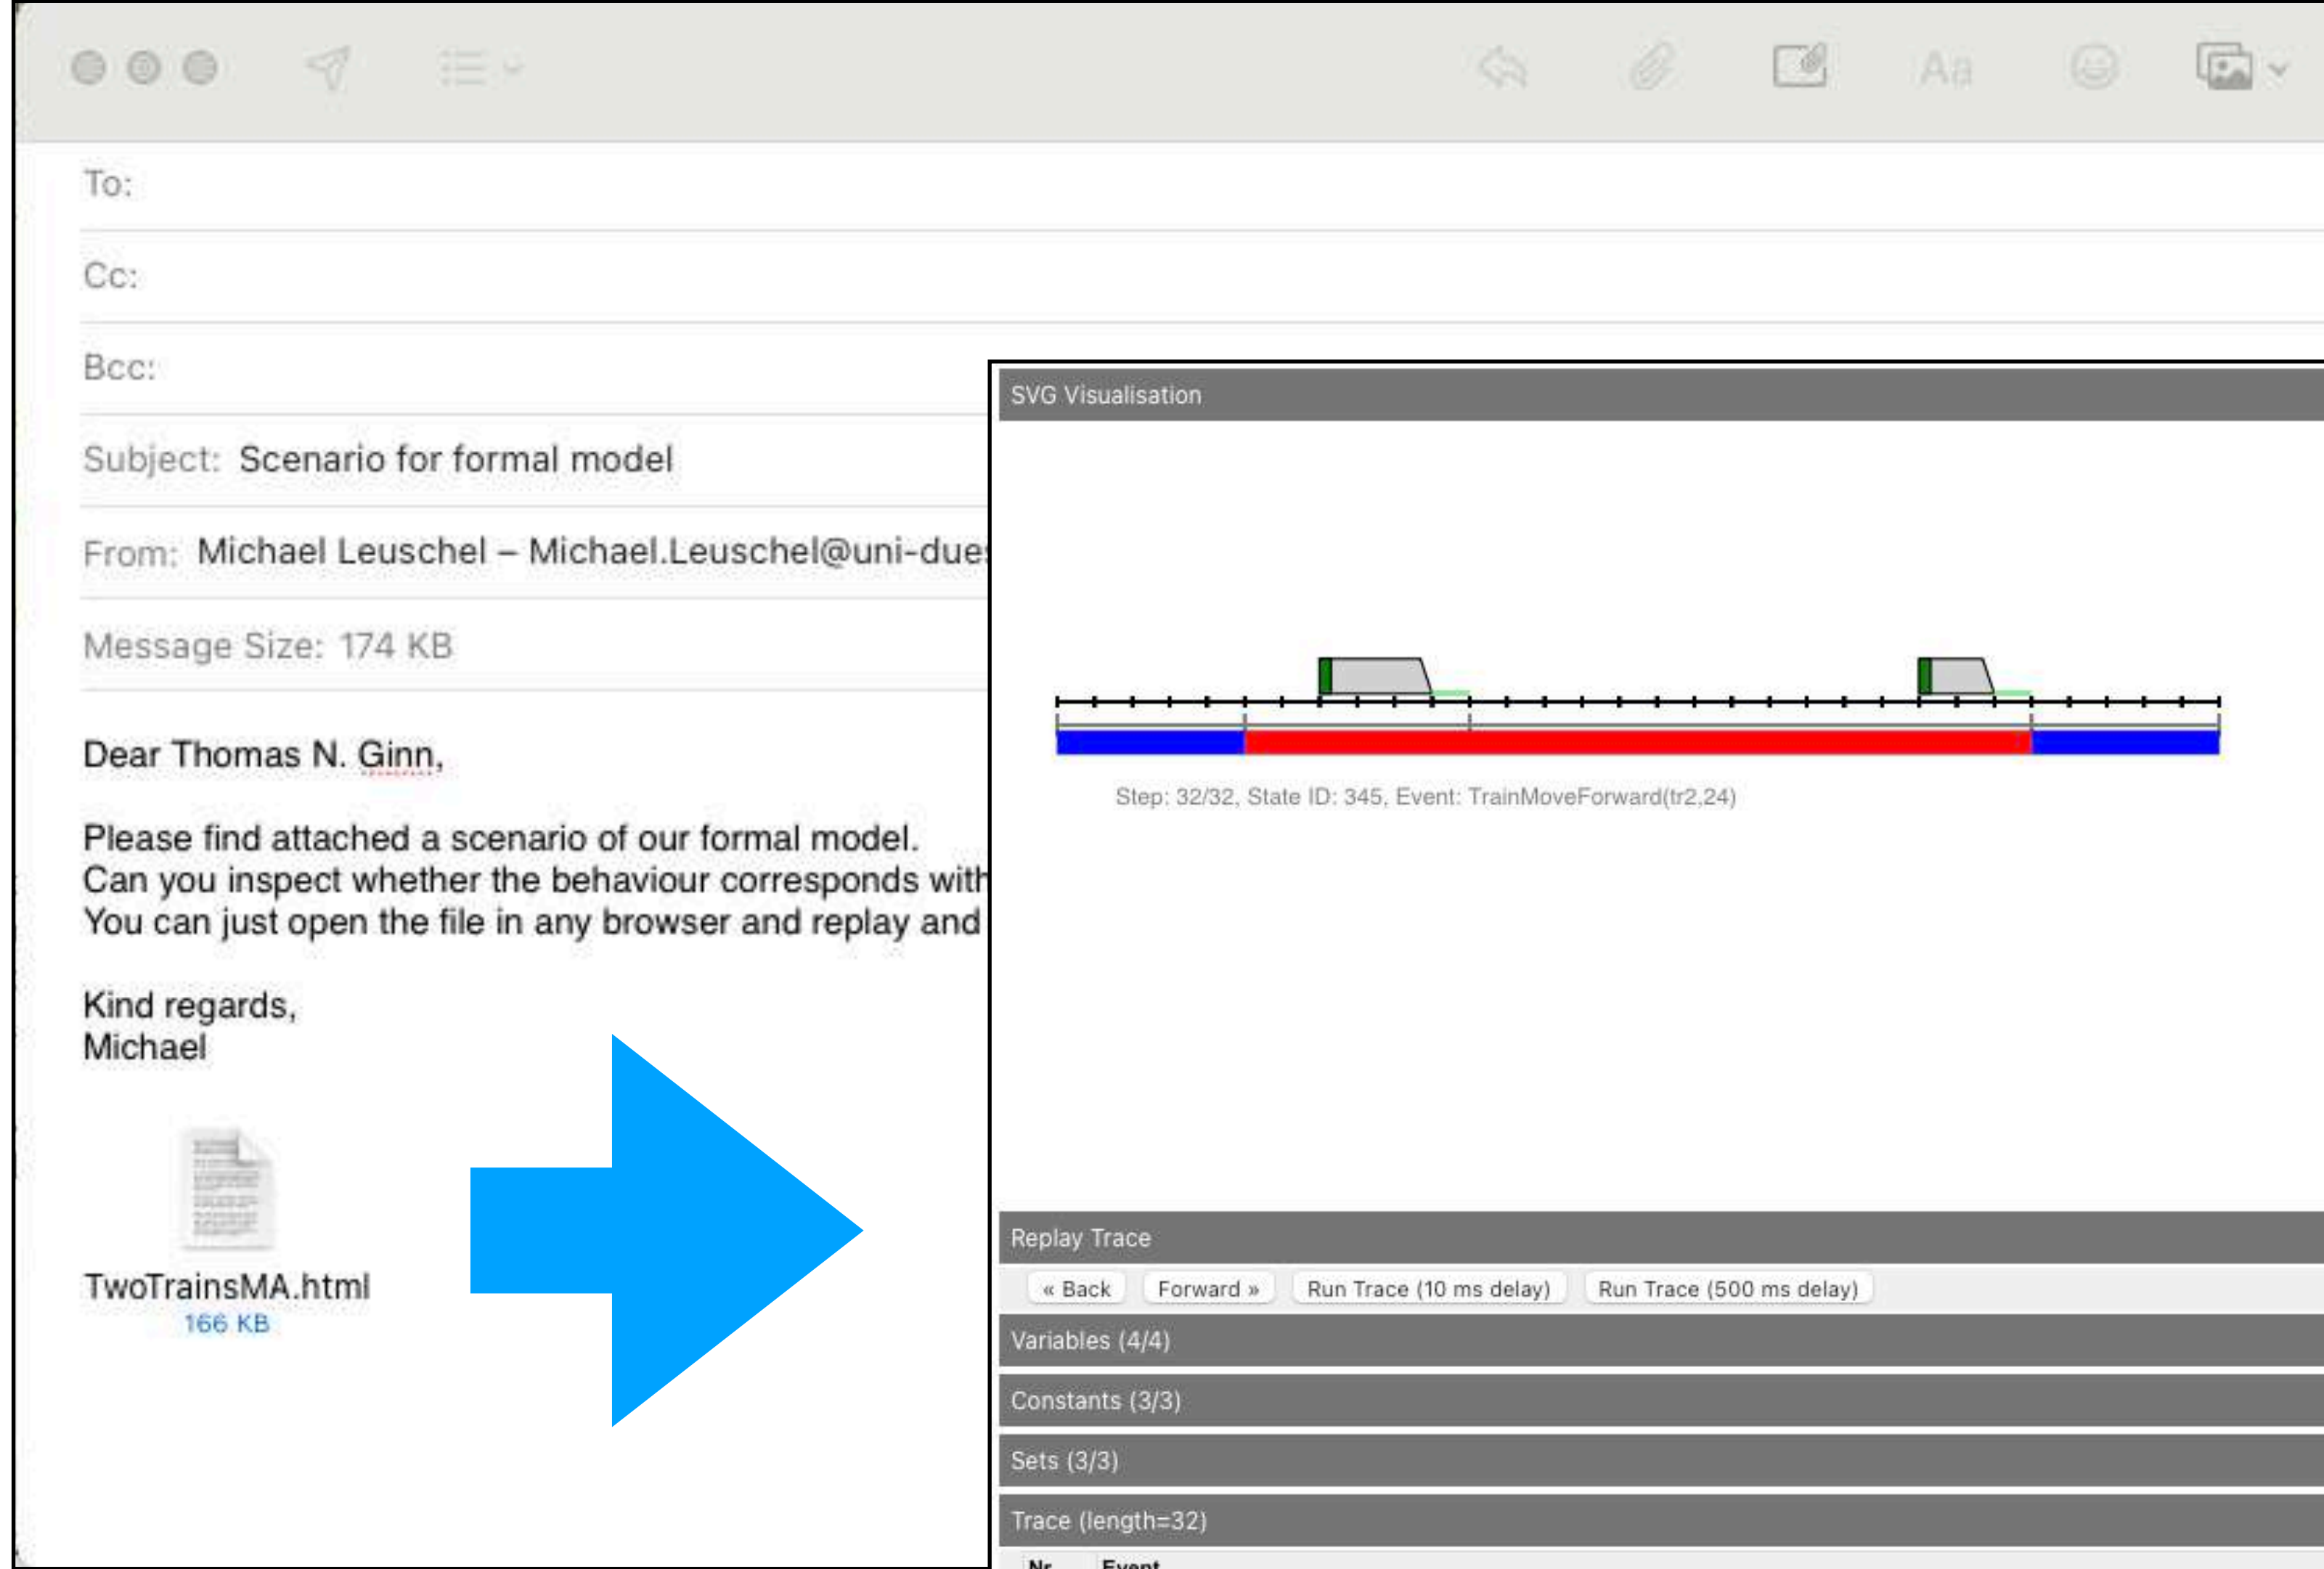 Aa
To:
Cc:
Bcc:
Subject: Scenario for formal model
From: Michael Leuschel – Michael.Leuschel@uni-due
Message Size: 174 KB
Dear Thomas N. Ginn,
Please find attached a scenario of our formal model.
Can you inspect whether the behaviour corresponds with
You can just open the file in any browser and replay and
Kind regards,
Michael
TwoTrainsMA.html
166 KB
SVG Visualisation
Step: 32/32, State ID: 345, Event: TrainMoveForward(tr2,24)
Replay Trace
« Back Forward » Run Trace (10 ms delay) Run Trace (500 ms delay)
Variables (4/4)
Constants (3/3)
Sets (3/3)
Trace (length=32)
Nr Event